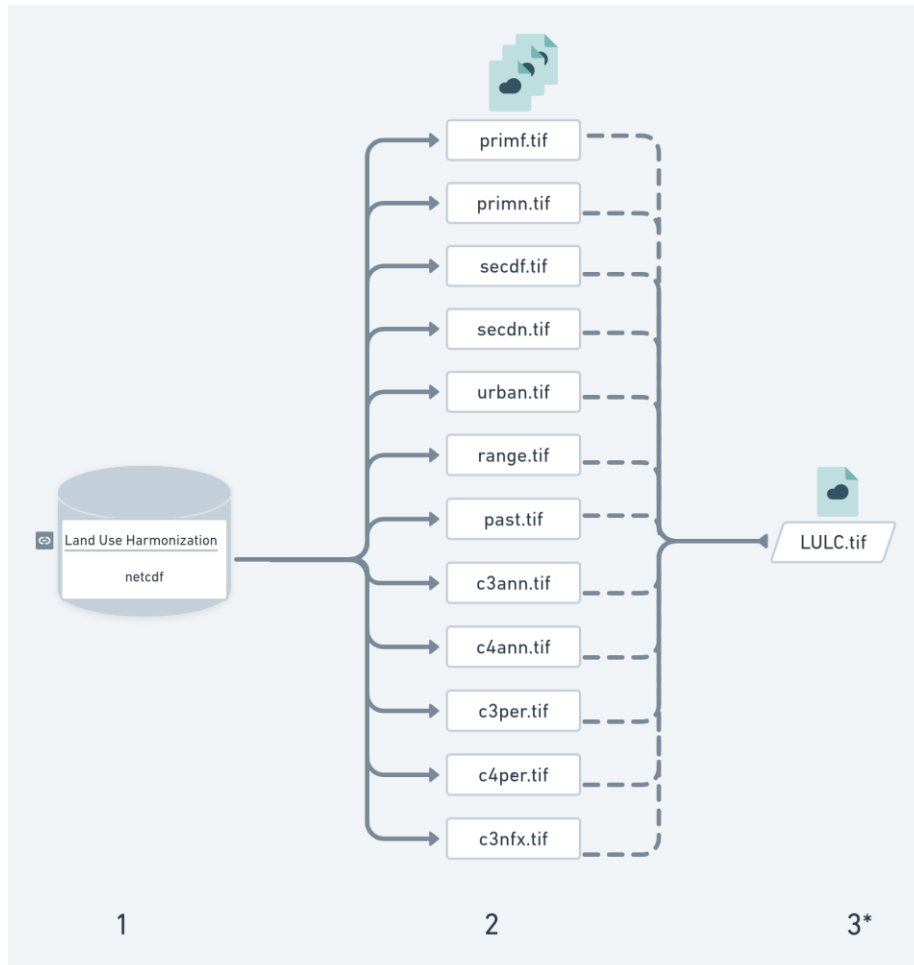 primf.tif
primn.tif
secdf.tif
secdn.tif
urban.tif
range.tif
past.tif
Land Use Harmonization
netcdf
LULC.tif
c3ann.tif
c4ann.tif
c3per.tif
c4per.tif
c3nfx.tif
1
2
3*